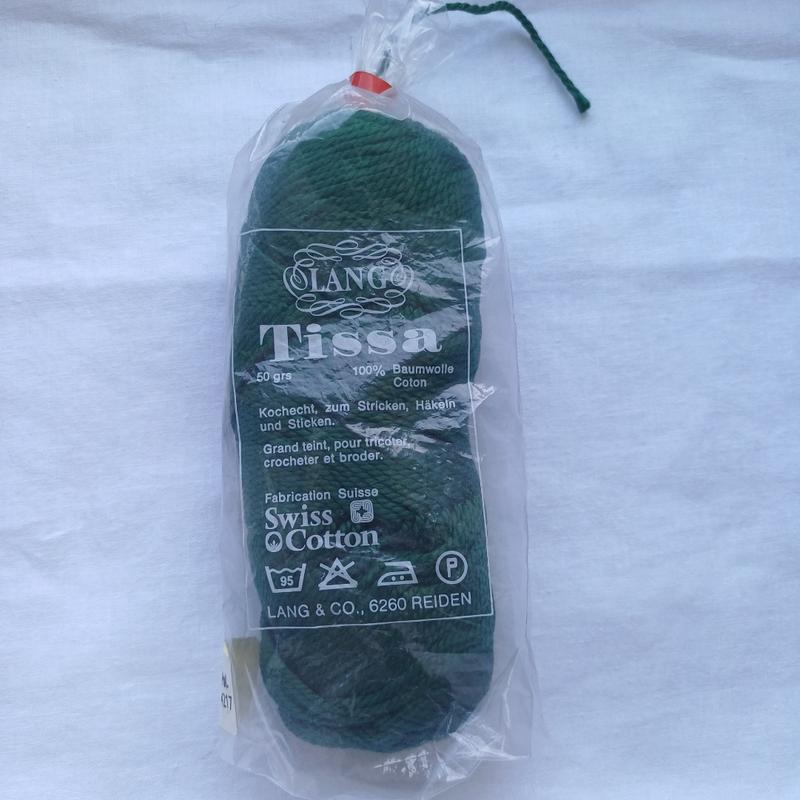 LANG
Tissa
50 grs 100% Baumwolle
Coton
Kochecht, zum Stricken, Häkeln
und Sticken.
Grand teint, pour tricoter,
crocheter et broder.
Fabrication Suisse
Swiss
Cotton
95 P
LANG & CO., 6260 REIDEN